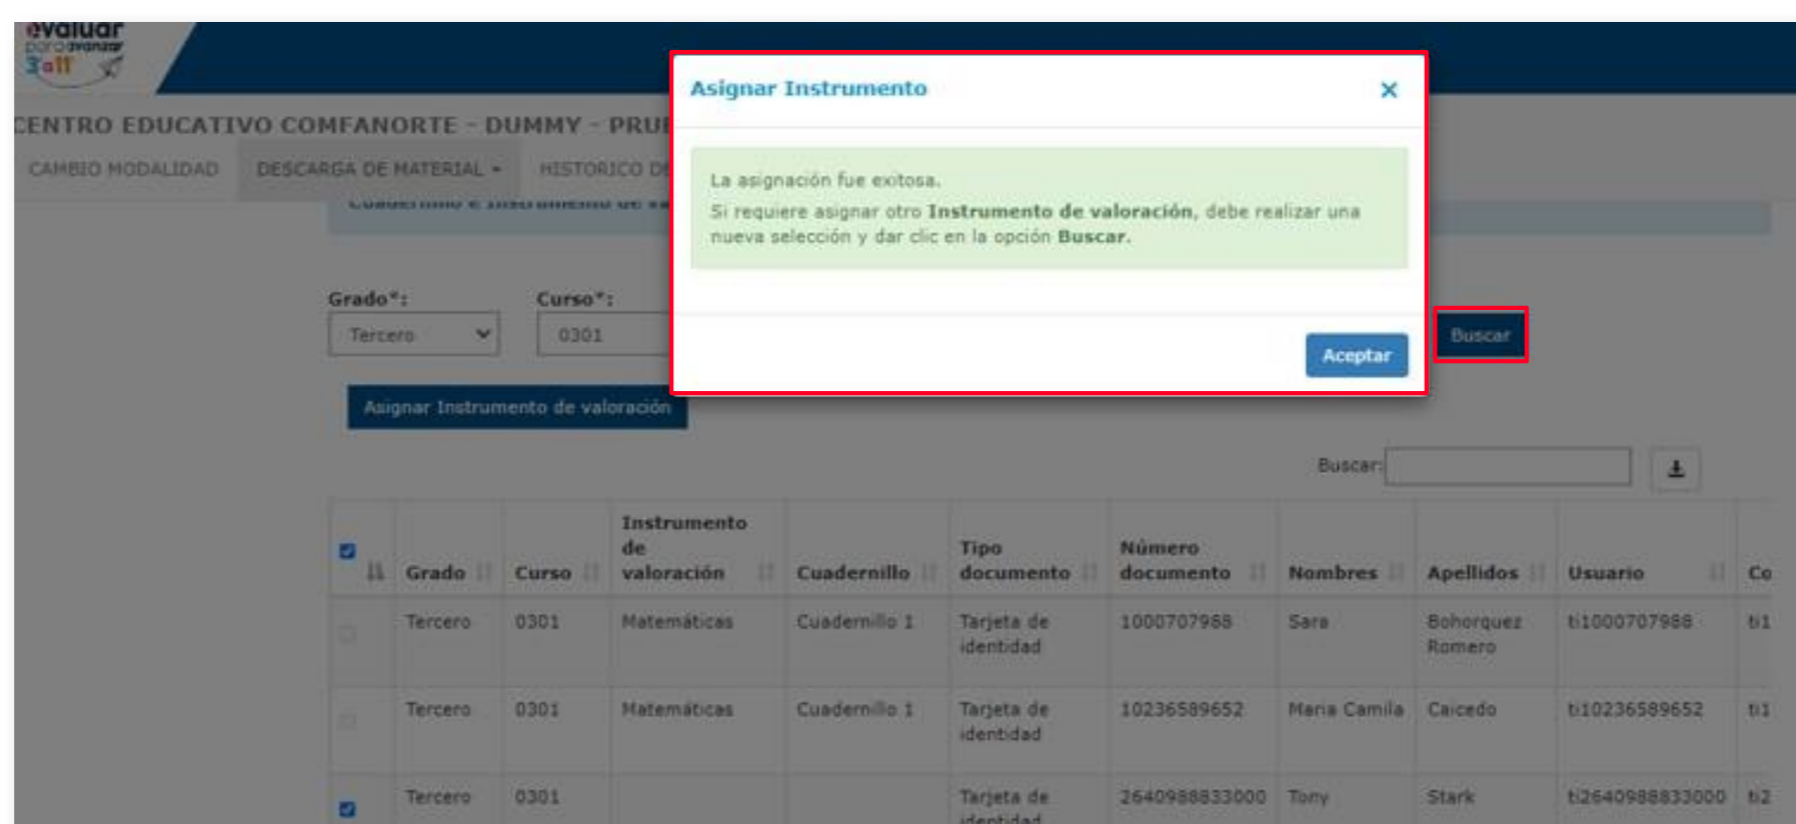 evaluar
para avanzar
3°a11°
Asignar Instrumento
×
CENTRO EDUCATIVO COMFANORTE - DUMMY -
CAMBIO MODALIDAD DESCARGA DE MATERIAL HISTORICO
La asignación fue exitosa.
Si requiere asignar otro Instrumento de valoración, debe realizar una
nueva selección y dar clic en la opción Buscar.
Cuadernillo e Instrumento de
Grado*: Curso*:
Tercero 0301 Buscar
Aceptar
Asignar Instrumento de valoración
Buscar:
Grado Curso Instrumento
de
valoración Cuadernillo Tipo
documento Número
documento Nombres Apellidos Usuario Co
Tercero 0301 Matemáticas Cuadernillo 1 Tarjeta de
identidad 1000707988 Sara Bohorquez
Romero ti1000707988 ti1
Tercero 0301 Matemáticas Cuadernillo 1 Tarjeta de
identidad 10236589652 Maria Camila Caicedo ti10236589652 ti1
Tercero 0301 Tarjeta de
identidad 2640988833000 Tony Stark ti2640988833000 ti2